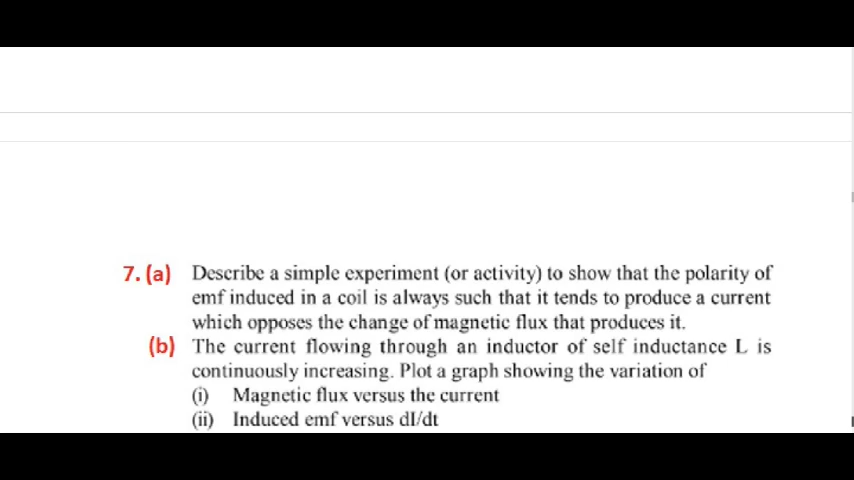 7. (a) Describe a simple experiment (or activity) to show that the polarity of
emf induced in a coil is always such that it tends to produce a current
which opposes the change of magnetic flux that produces it.
(b) The current flowing through an inductor of self inductance L is
continuously increasing. Plot a graph showing the variation of
(i) Magnetic flux versus the current
(ii) Induced emf versus dI/dt